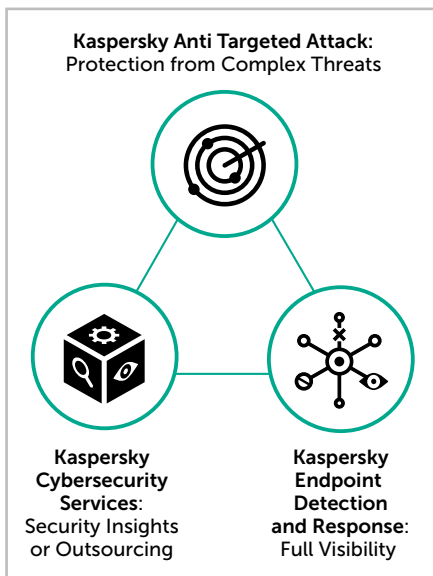 Kaspersky Anti Targeted Attack:
Protection from Complex Threats
Kaspersky
Cybersecurity
Services:
Security Insights
or Outsourcing
Kaspersky
Endpoint
Detection
and Response:
Full Visibility